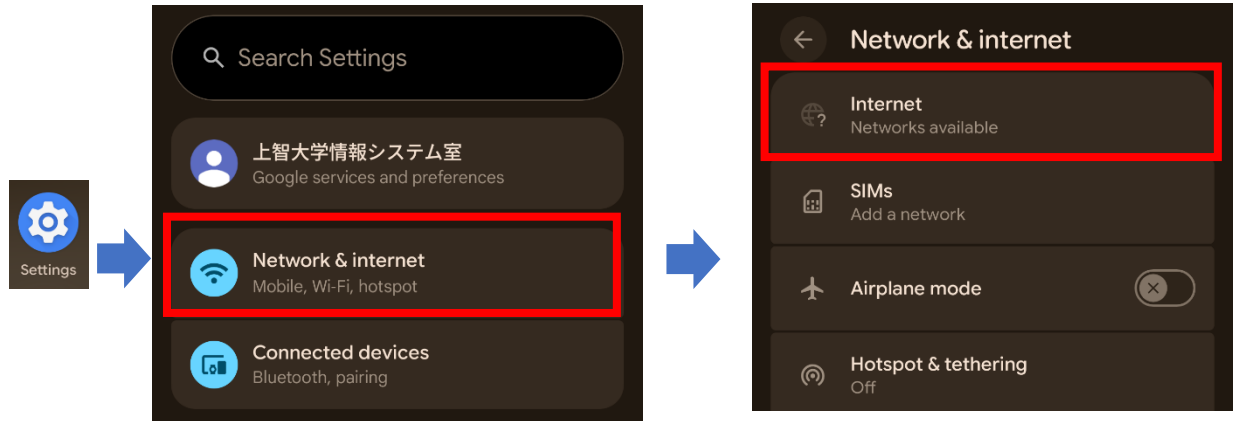 Settings
Search Settings
上智大学情報システム室
Google services and preferences
Network & internet
Mobile, Wi-Fi, hotspot
Connected devices
Bluetooth, pairing
Network & internet
Internet
Networks available
SIMs
Add a network
Airplane mode
Hotspot & tethering
Off